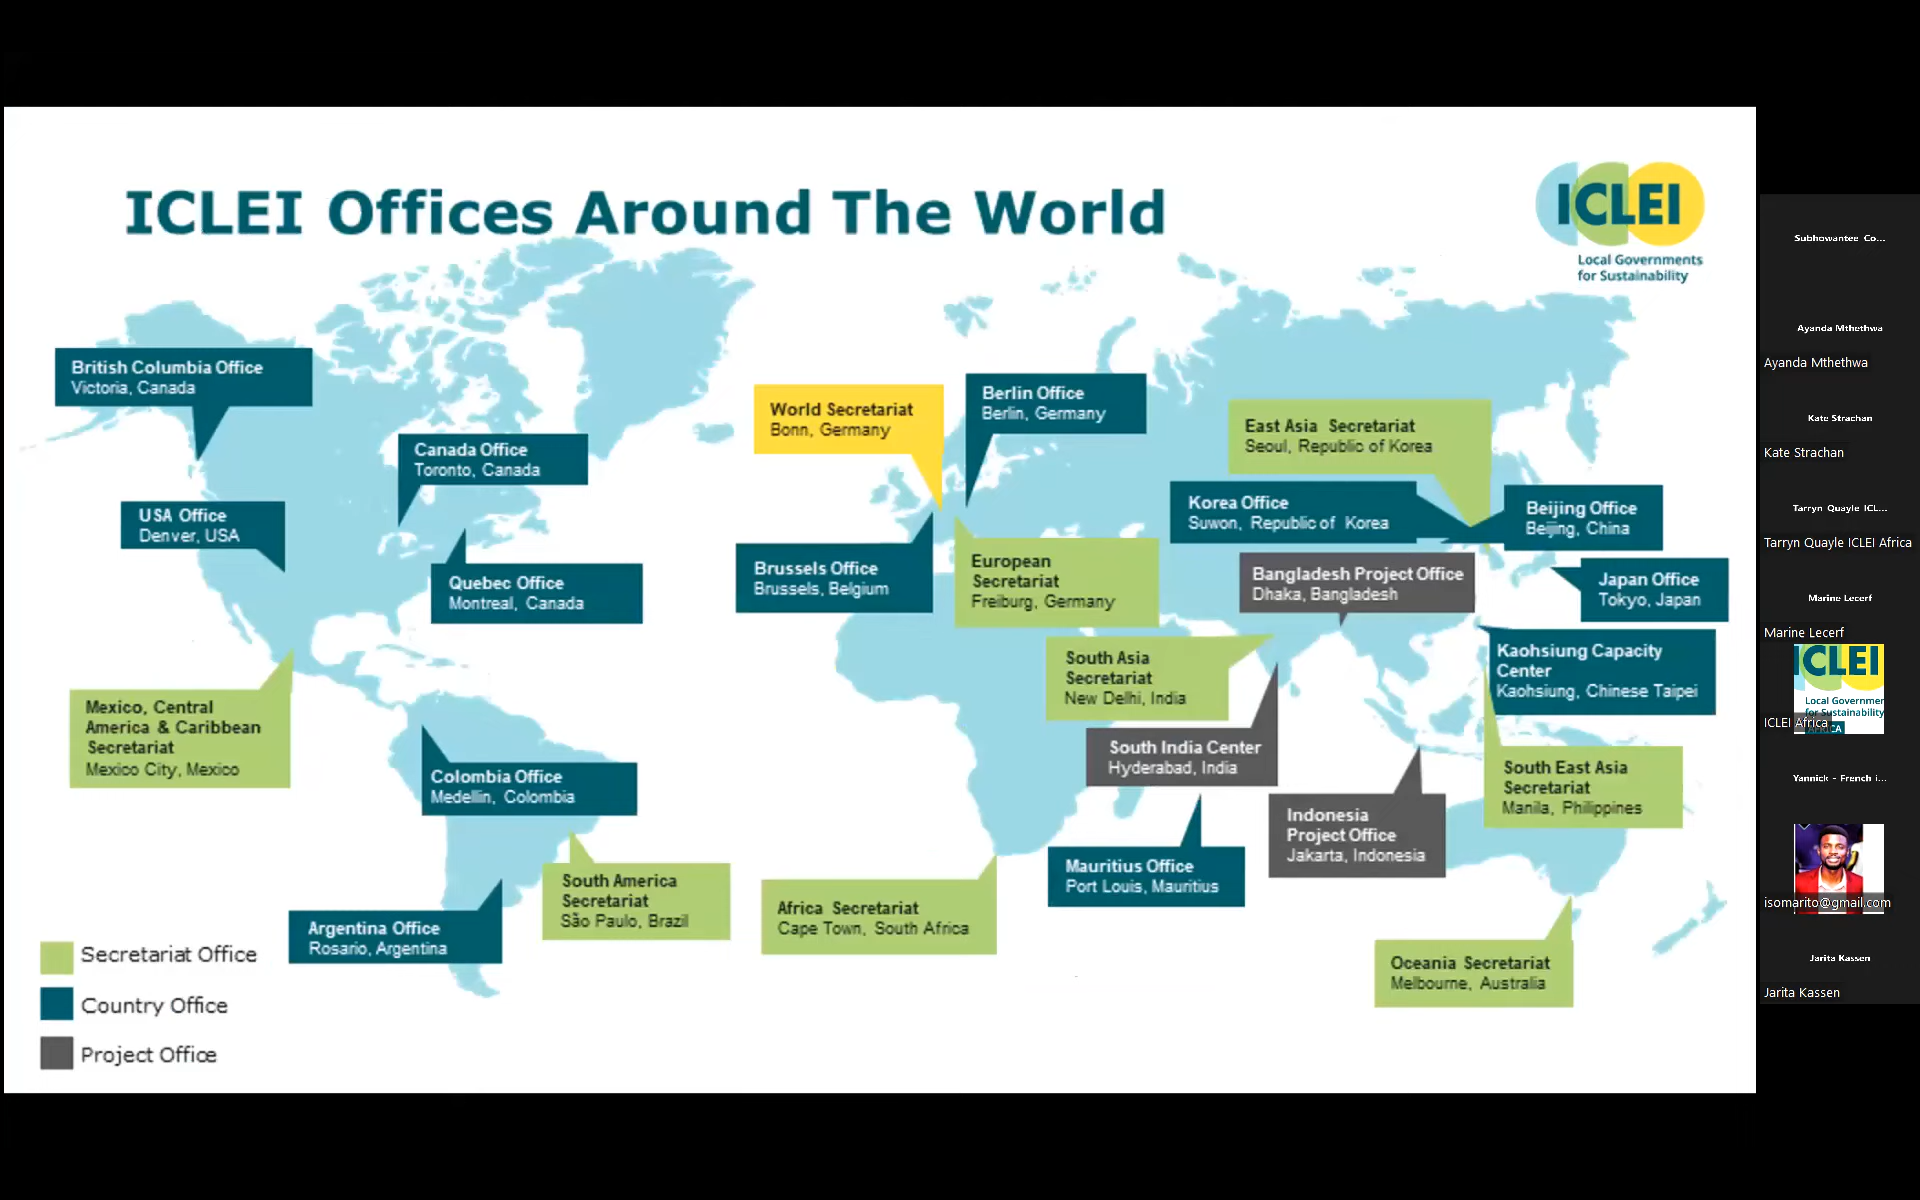 ICLEI Offices Around The World
ICLEI
Local Governments
for Sustainability
British Columbia Office
Victoria, Canada
Canada Office
Toronto, Canada
USA Office
Denver, USA
Quebec Office
Montreal, Canada
Mexico, Central
America & Caribbean
Secretariat
Mexico City, Mexico
Colombia Office
Medellin, Colombia
South America
Secretariat
São Paulo, Brazil
Argentina Office
Rosario, Argentina
World Secretariat
Bonn, Germany
Berlin Office
Berlin, Germany
Brussels Office
Brussels, Belgium
European
Secretariat
Freiburg, Germany
East Asia Secretariat
Seoul, Republic of Korea
Korea Office
Suwon, Republic of Korea
Beijing Office
Beijing, China
Bangladesh Project Office
Dhaka, Bangladesh
Japan Office
Tokyo, Japan
Kaohsiung Capacity
Center
Kaohsiung, Chinese Taipei
South Asia
Secretariat
New Delhi, India
South India Center
Hyderabad, India
South East Asia
Secretariat
Manila, Philippines
Indonesia
Project Office
Jakarta, Indonesia
Mauritius Office
Port Louis, Mauritius
Africa Secretariat
Cape Town, South Africa
Oceania Secretariat
Melbourne, Australia
Secretariat Office
Country Office
Project Office
Subhowantee Co...
Ayanda Mthethwa
Ayanda Mthethwa
Kate Strachan
Kate Strachan
Tarryn Quayle ICL...
Tarryn Quayle ICLEI Africa
Marine Lecerf
Marine Lecerf
ICLEI
Local Governmen
for Sustainability
ICLEI Africa
Yannick - French i...
isomarito@gmail.com
Jarita Kassen
Jarita Kassen